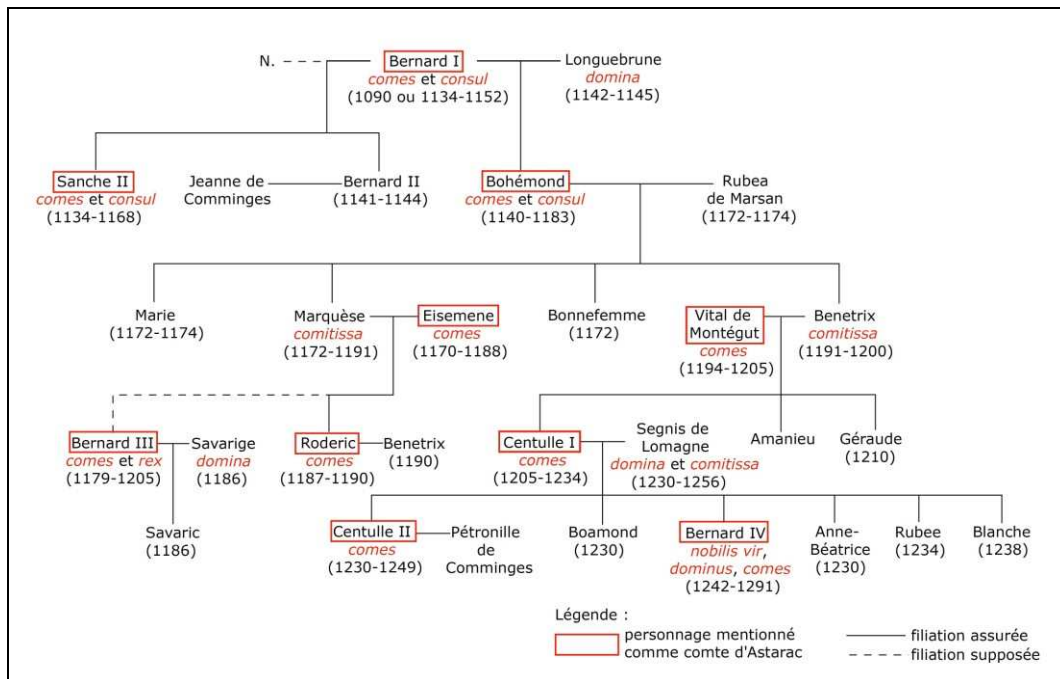 N.
Bernard I
comes et consul
(1090 ou 1134-1152)
Longuebrune
domina
(1142-1145)
Sanche II
comes et consul
(1134-1168)
Jeanne de
Comminges
Bernard II
(1141-1144)
Bohémond
comes et consul
(1140-1183)
Rubea
de Marsan
(1172-1174)
Marie
(1172-1174)
Marquèse
comitissa
(1172-1191)
Eisemene
comes
(1170-1188)
Bonnefemme
(1172)
Vital de
Montégut
comes
(1194-1205)
Benetrix
comitissa
(1191-1200)
Bernard III
comes et rex
(1179-1205)
Savarige
domina
(1186)
Roderic
comes
(1187-1190)
Benetrix
(1190)
Centulle I
comes
(1205-1234)
Segnis de
Lomagne
domina et comitissa
(1230-1256)
Amanieu
Géraude
(1210)
Savaric
(1186)
Centulle II
comes
(1230-1249)
Pétronille
de
Comminges
Boamond
(1230)
Bernard IV
nobilis vir,
dominus, comes
(1242-1291)
Anne-
Béatrice
(1230)
Rubee
(1234)
Blanche
(1238)
Légende :
personnage mentionné
comme comte d'Astarac
filiation assurée
filiation supposée